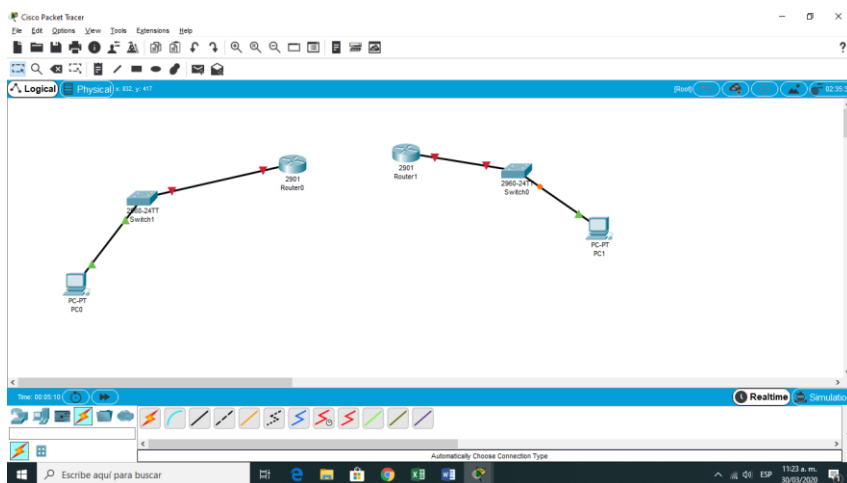 Cisco Packet Tracer
File Edit Options View Tools Extensions Help
?
Logical Physical x: 832, y: 417 [Root] 02:35:3
2901
Router0
2901
Router1
2960-24TT
Switch1
2960-24TT
Switch0
PC-PT
PC1
PC-PT
PC0
Time: 00:05:10 Realtime Simulatio
Automatically Choose Connection Type
Escribe aquí para buscar ESP 11:23 a. m.
30/03/2020